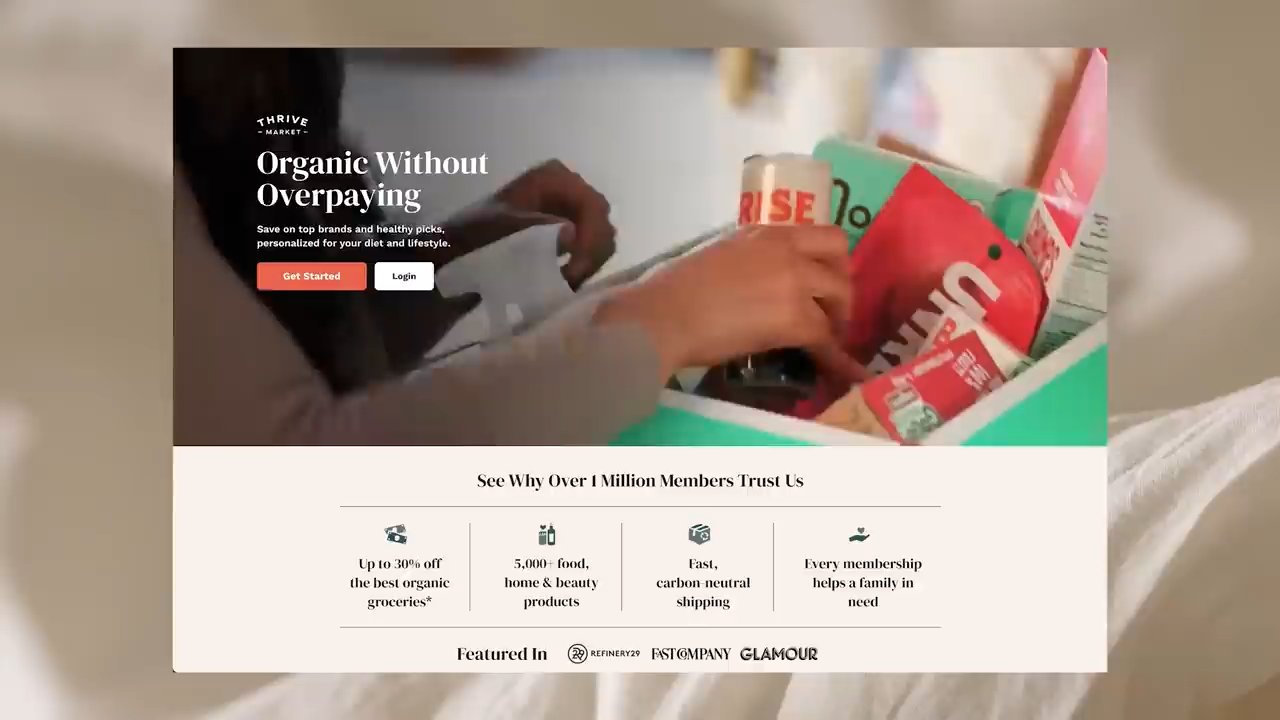 THRIVE
MARKET
Organic Without
Overpaying
Save on top brands and healthy picks,
personalized for your diet and lifestyle.
Get Started
Login
RISE
See Why Over 1 Million Members Trust Us
Up to 30% off
the best organic
groceries*
5,000+ food,
home & beauty
products
Fast,
carbon-neutral
shipping
Every membership
helps a family in
need
Featured In
29 REFINERY29
FAST COMPANY
GLAMOUR